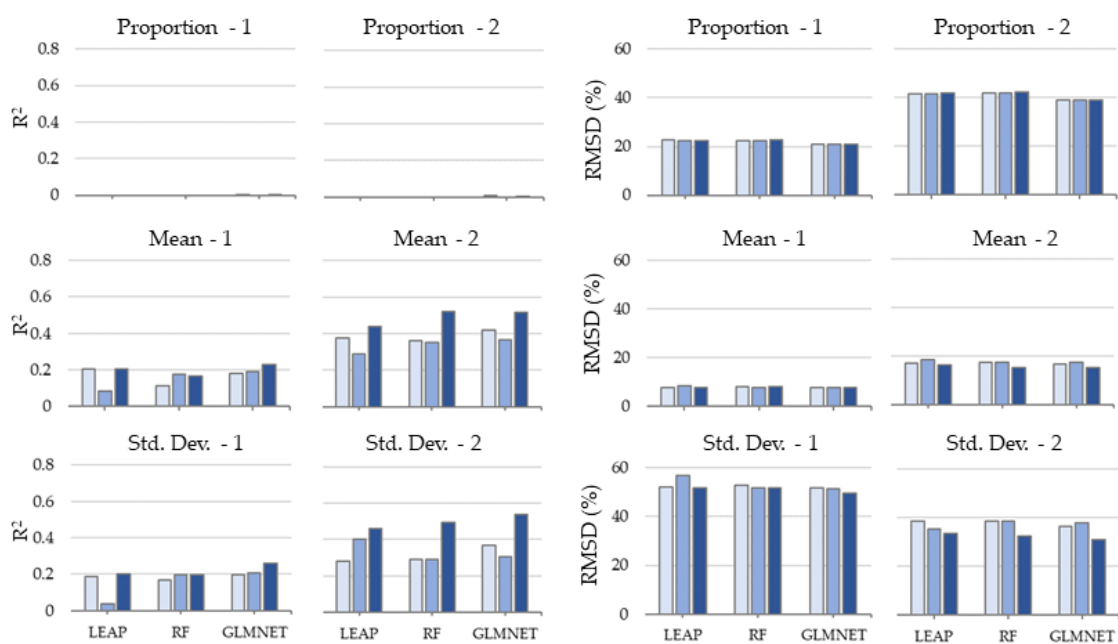 Proportion - 1
Proportion - 2
Proportion - 1
Proportion - 2
0.8
0.6
0.4
0.2
0
R²
60
40
20
0
RMSD (%)
Mean - 1
Mean - 2
Mean - 1
Mean - 2
0.8
0.6
0.4
0.2
0
R²
60
40
20
0
RMSD (%)
Std. Dev. - 1
Std. Dev. - 2
Std. Dev. - 1
Std. Dev. - 2
0.8
0.6
0.4
0.2
0
R²
60
40
20
0
RMSD (%)
LEAP RF GLMNET
LEAP RF GLMNET
LEAP RF GLMNET
LEAP RF GLMNET